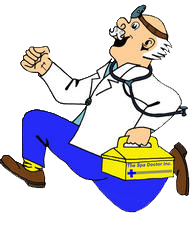 The Spa Doctor Inc.